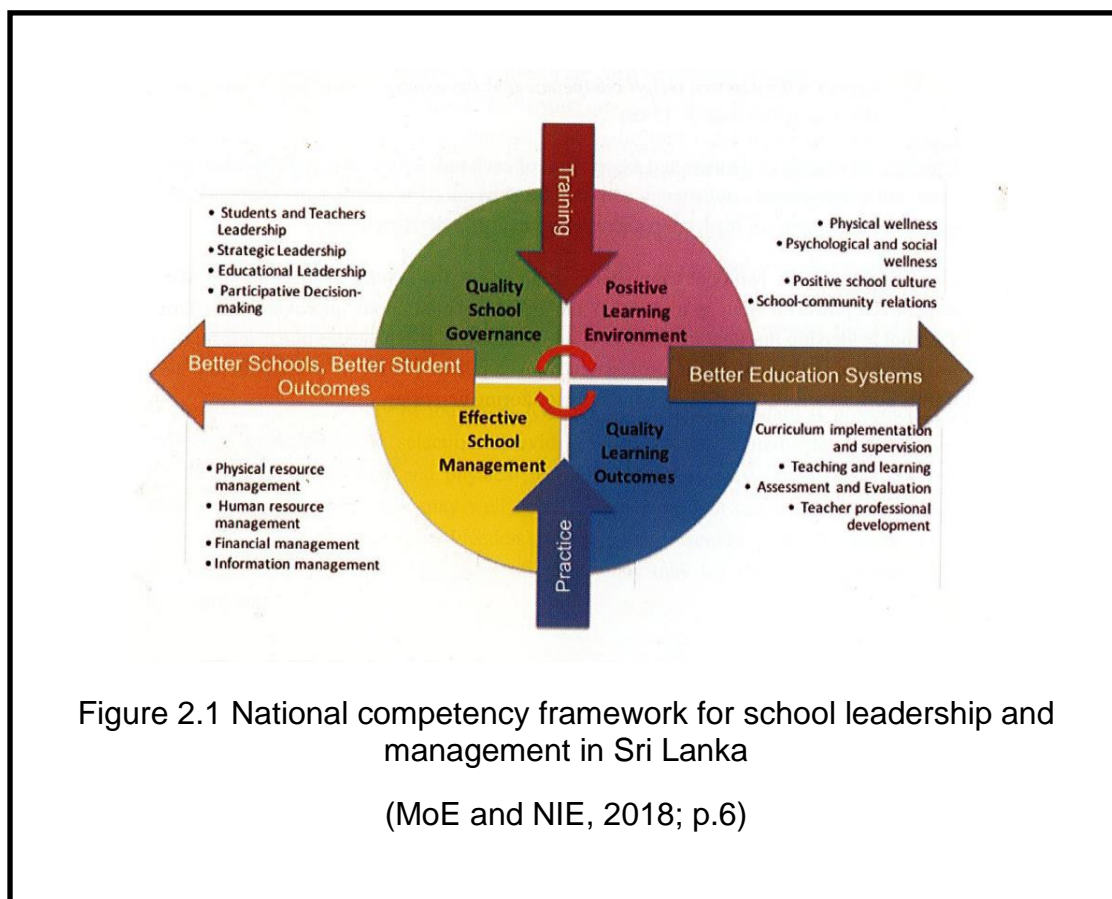 Training
• Students and Teachers
Leadership
• Strategic Leadership
• Educational Leadership
• Participative Decision-
making
Quality
School
Governance
Positive
Learning
Environment
• Physical wellness
• Psychological and social
wellness
• Positive school culture
• School-community relations
Better Schools, Better Student
Outcomes
Better Education Systems
Effective
School
Management
Quality
Learning
Outcomes
• Physical resource
management
• Human resource
management
• Financial management
• Information management
Curriculum implementation
and supervision
• Teaching and learning
• Assessment and Evaluation
• Teacher professional
development
Practice
Figure 2.1 National competency framework for school leadership and
management in Sri Lanka
(MoE and NIE, 2018; p.6)